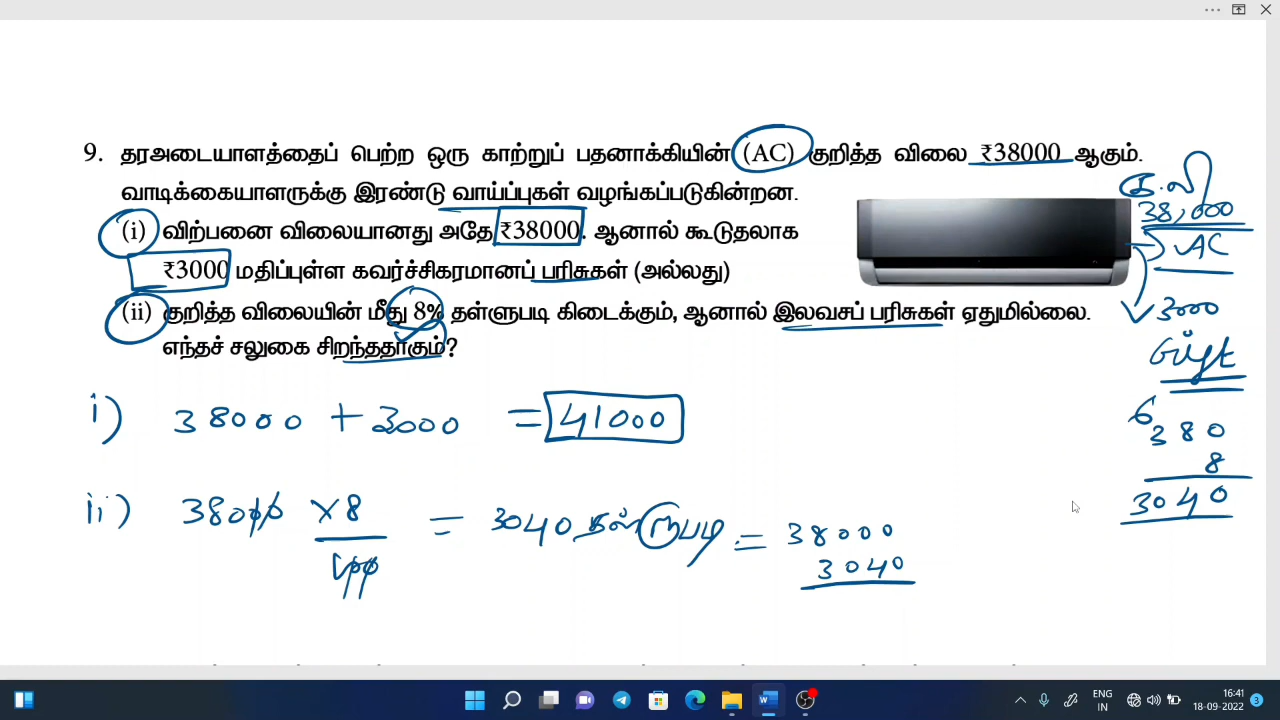 9. தரஅடையாளத்தைப் பெற்ற ஒரு காற்றுப் பதனாக்கியின் (AC) குறித்த விலை ₹38000 ஆகும்.
வாடிக்கையாளருக்கு இரண்டு வாய்ப்புகள் வழங்கப்படுகின்றன.
(i) விற்பனை விலையானது அதே ₹38000. ஆனால் கூடுதலாக
₹3000 மதிப்புள்ள கவர்ச்சிகரமானப் பரிசுகள் (அல்லது)
(ii) குறித்த விலையின் மீது 8% தள்ளுபடி கிடைக்கும், ஆனால் இலவசப் பரிசுகள் ஏதுமில்லை.
எந்தச் சலுகை சிறந்ததாகும்?
கு.வி
38,000
AC
3000
i) 38000 + 3000 = 41000
6
380
8
3040
ii) 38000 × 8 = 3040 தள்ளுபடி = 38000
100
3040
ENG
IN
16:41
18-09-2022
3